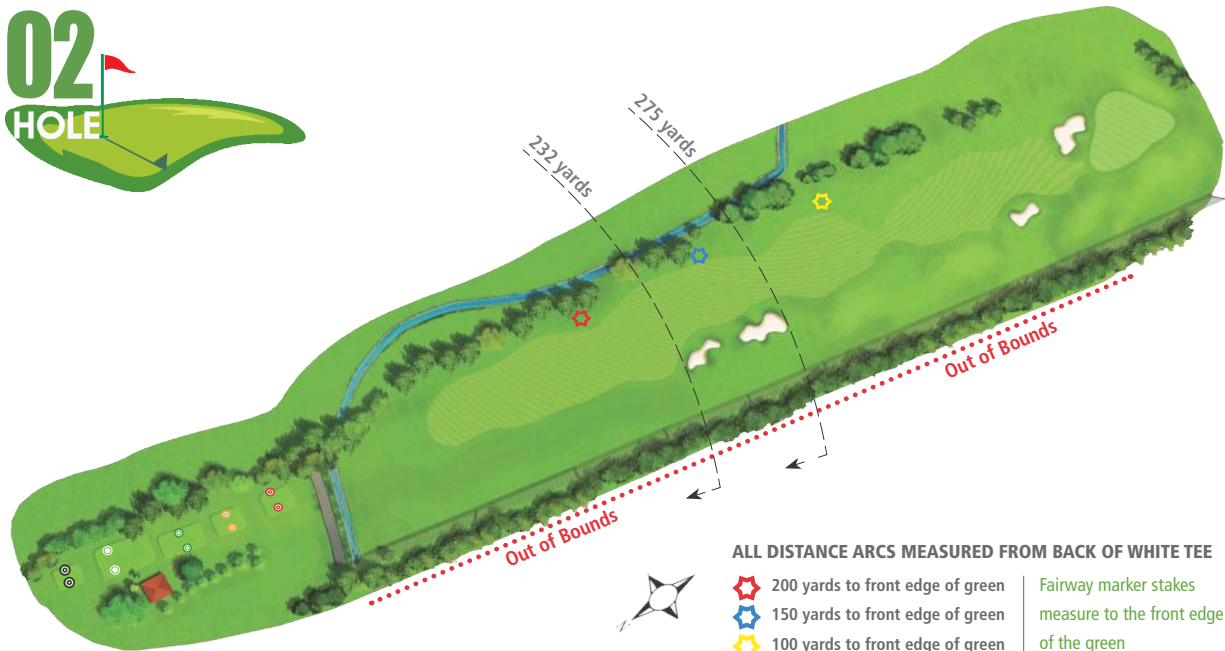 02
HOLE
232 yards
275 yards
Out of Bounds
Out of Bounds
ALL DISTANCE ARCS MEASURED FROM BACK OF WHITE TEE
200 yards to front edge of green
150 yards to front edge of green
100 yards to front edge of green
Fairway marker stakes
measure to the front edge
of the green
N